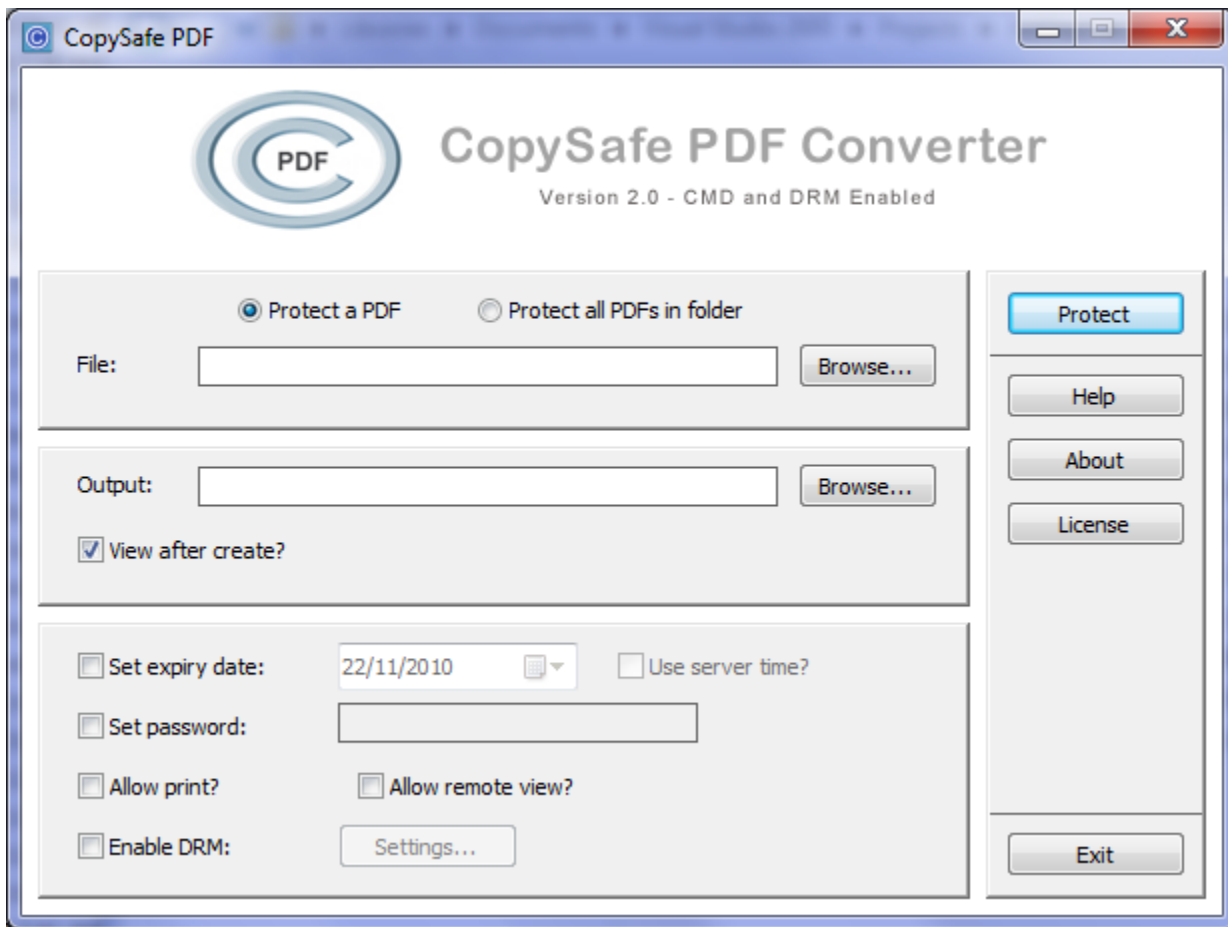 CopySafe PDF
PDF
CopySafe PDF Converter
Version 2.0 - CMD and DRM Enabled
Protect a PDF Protect all PDFs in folder
File: Browse...
Output: Browse...
View after create?
Set expiry date: 22/11/2010 Use server time?
Set password:
Allow print? Allow remote view?
Enable DRM: Settings...
Protect
Help
About
License
Exit